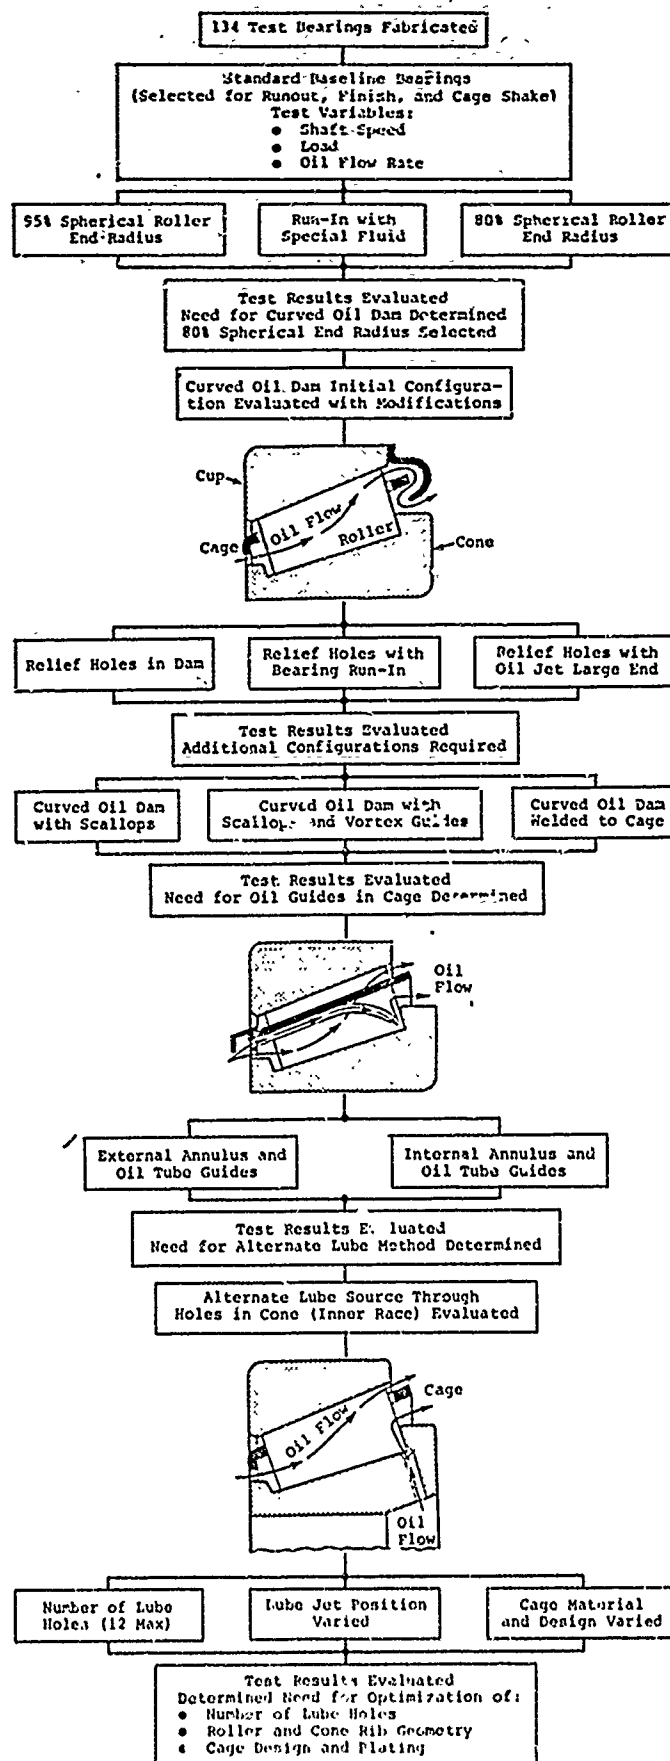 134 Test Bearings Fabricated
Standard Baseline Bearings
(Selected for Runout, Finish, and Cage Shake)
Test Variables:
● Shaft Speed
● Load
● Oil Flow Rate
95% Spherical Roller
End Radius
Run-In with
Special Fluid
80% Spherical Roller
End Radius
Test Results Evaluated
Need for Curved Oil Dam Determined
80% Spherical End Radius Selected
Curved Oil Dam Initial Configura-
tion Evaluated with Modifications
Cup
Cage
Oil Flow
Roller
Cone
Relief Holes in Dam
Relief Holes with
Bearing Run-In
Relief Holes with
Oil Jet Large End
Test Results Evaluated
Additional Configurations Required
Curved Oil Dam
with Scallops
Curved Oil Dam with
Scallops and Vortex Guides
Curved Oil Dam
Welded to Cage
Test Results Evaluated
Need for Oil Guides in Cage Determined
Oil
Flow
External Annulus and
Oil Tube Guides
Internal Annulus and
Oil Tube Guides
Test Results Evaluated
Need for Alternate Lube Method Determined
Alternate Lube Source Through
Holes in Cone (Inner Race) Evaluated
Oil Flow
Cage
Oil
Flow
Number of Lube
Holes (12 Max)
Lube Jet Position
Varied
Cage Material
and Design Varied
Test Results Evaluated
Determined Need for Optimization of:
● Number of Lube Holes
● Roller and Cone Rib Geometry
● Cage Design and Plating